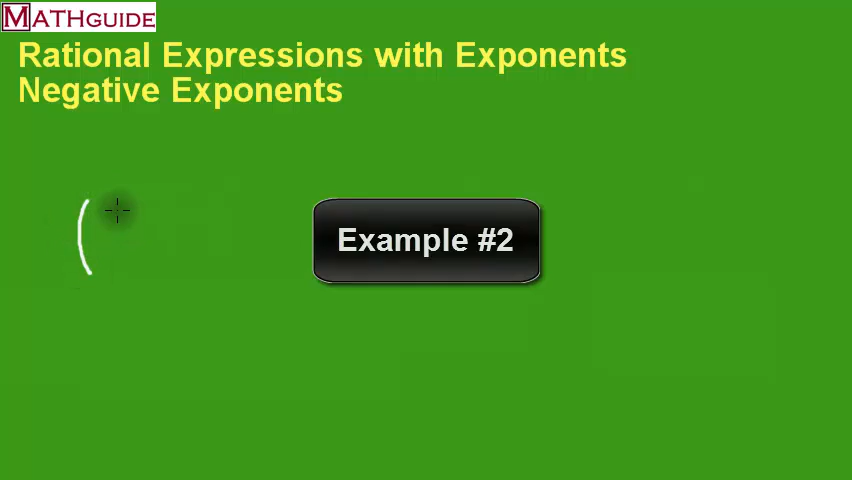 MATHGUIDE
Rational Expressions with Exponents
Negative Exponents
(
Example #2